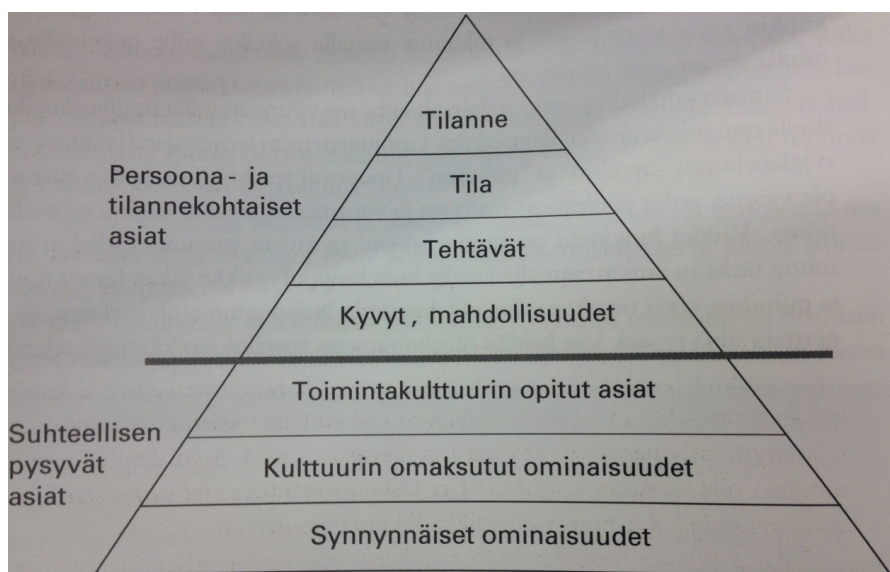 Tilanne
Persoona- ja
tilannekohtaiset
asiat
Tila
Tehtävät
Kyvyt, mahdollisuudet
Toimintakulttuurin opitut asiat
Suhteellisen
pysyvät
asiat
Kulttuurin omaksutut ominaisuudet
Synnynnäiset ominaisuudet